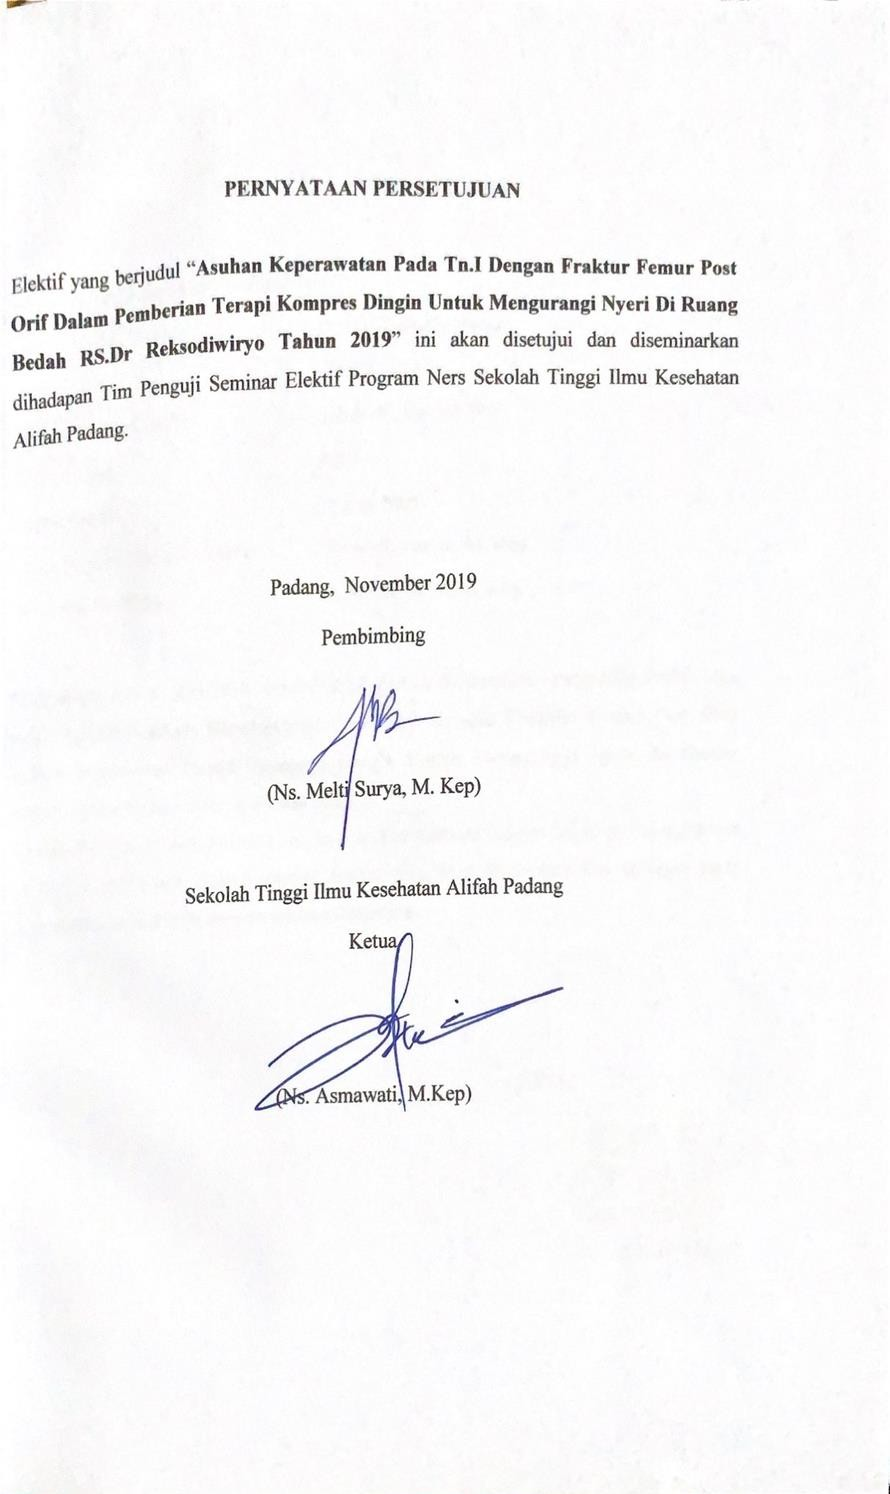 PERNYATAAN PERSETUJUAN
Elektif yang berjudul “Asuhan Keperawatan Pada Tn.I Dengan Fraktur Femur Post
Orif Dalam Pemberian Terapi Kompres Dingin Untuk Mengurangi Nyeri Di Ruang
Bedah RS.Dr Reksodiwiryo Tahun 2019” ini akan disetujui dan diseminarkan
dihadapan Tim Penguji Seminar Elektif Program Ners Sekolah Tinggi Ilmu Kesehatan
Alifah Padang.
Padang, November 2019
Pembimbing
(Ns. Melti Surya, M. Kep)
Sekolah Tinggi Ilmu Kesehatan Alifah Padang
Ketua
(Ns. Asmawati, M.Kep)